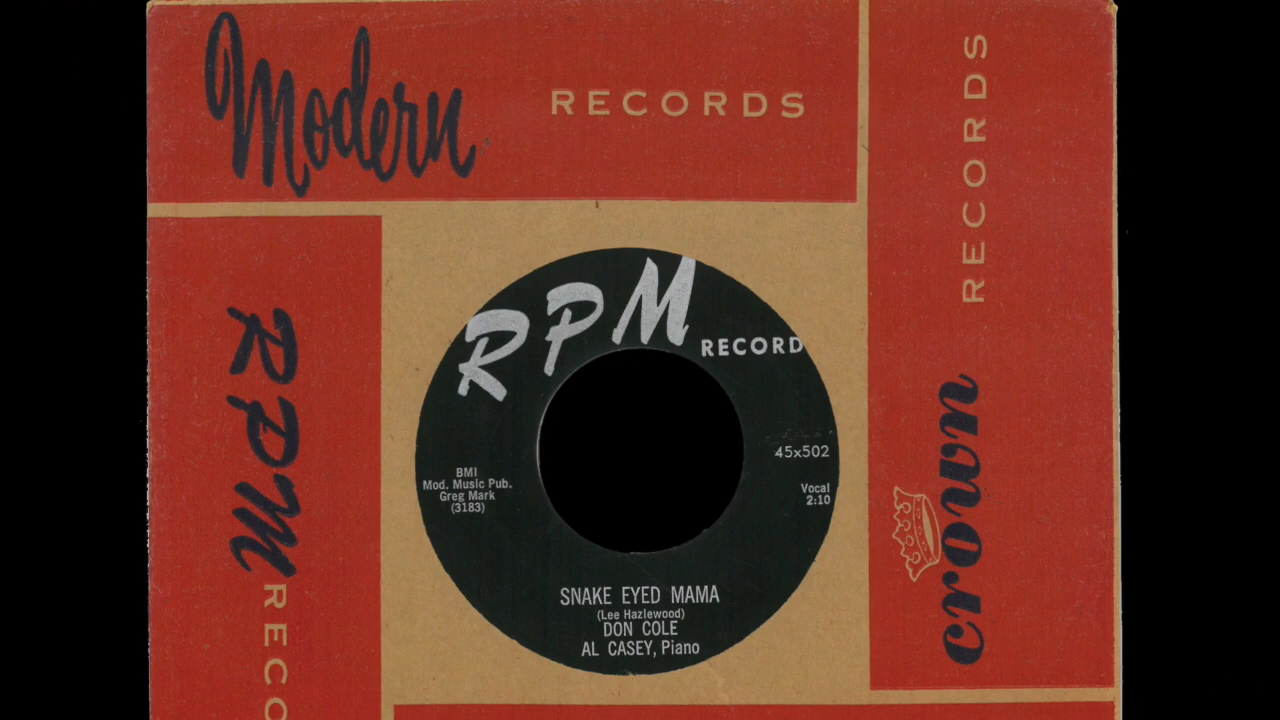 Modern RECORDS
RECORDS
crown
RPM
RECO
RPM RECORD
45x502
BMI
Mod. Music Pub.
Greg Mark
(3183)
Vocal
2:10
SNAKE EYED MAMA
(Lee Hazlewood)
DON COLE
AL CASEY, Piano